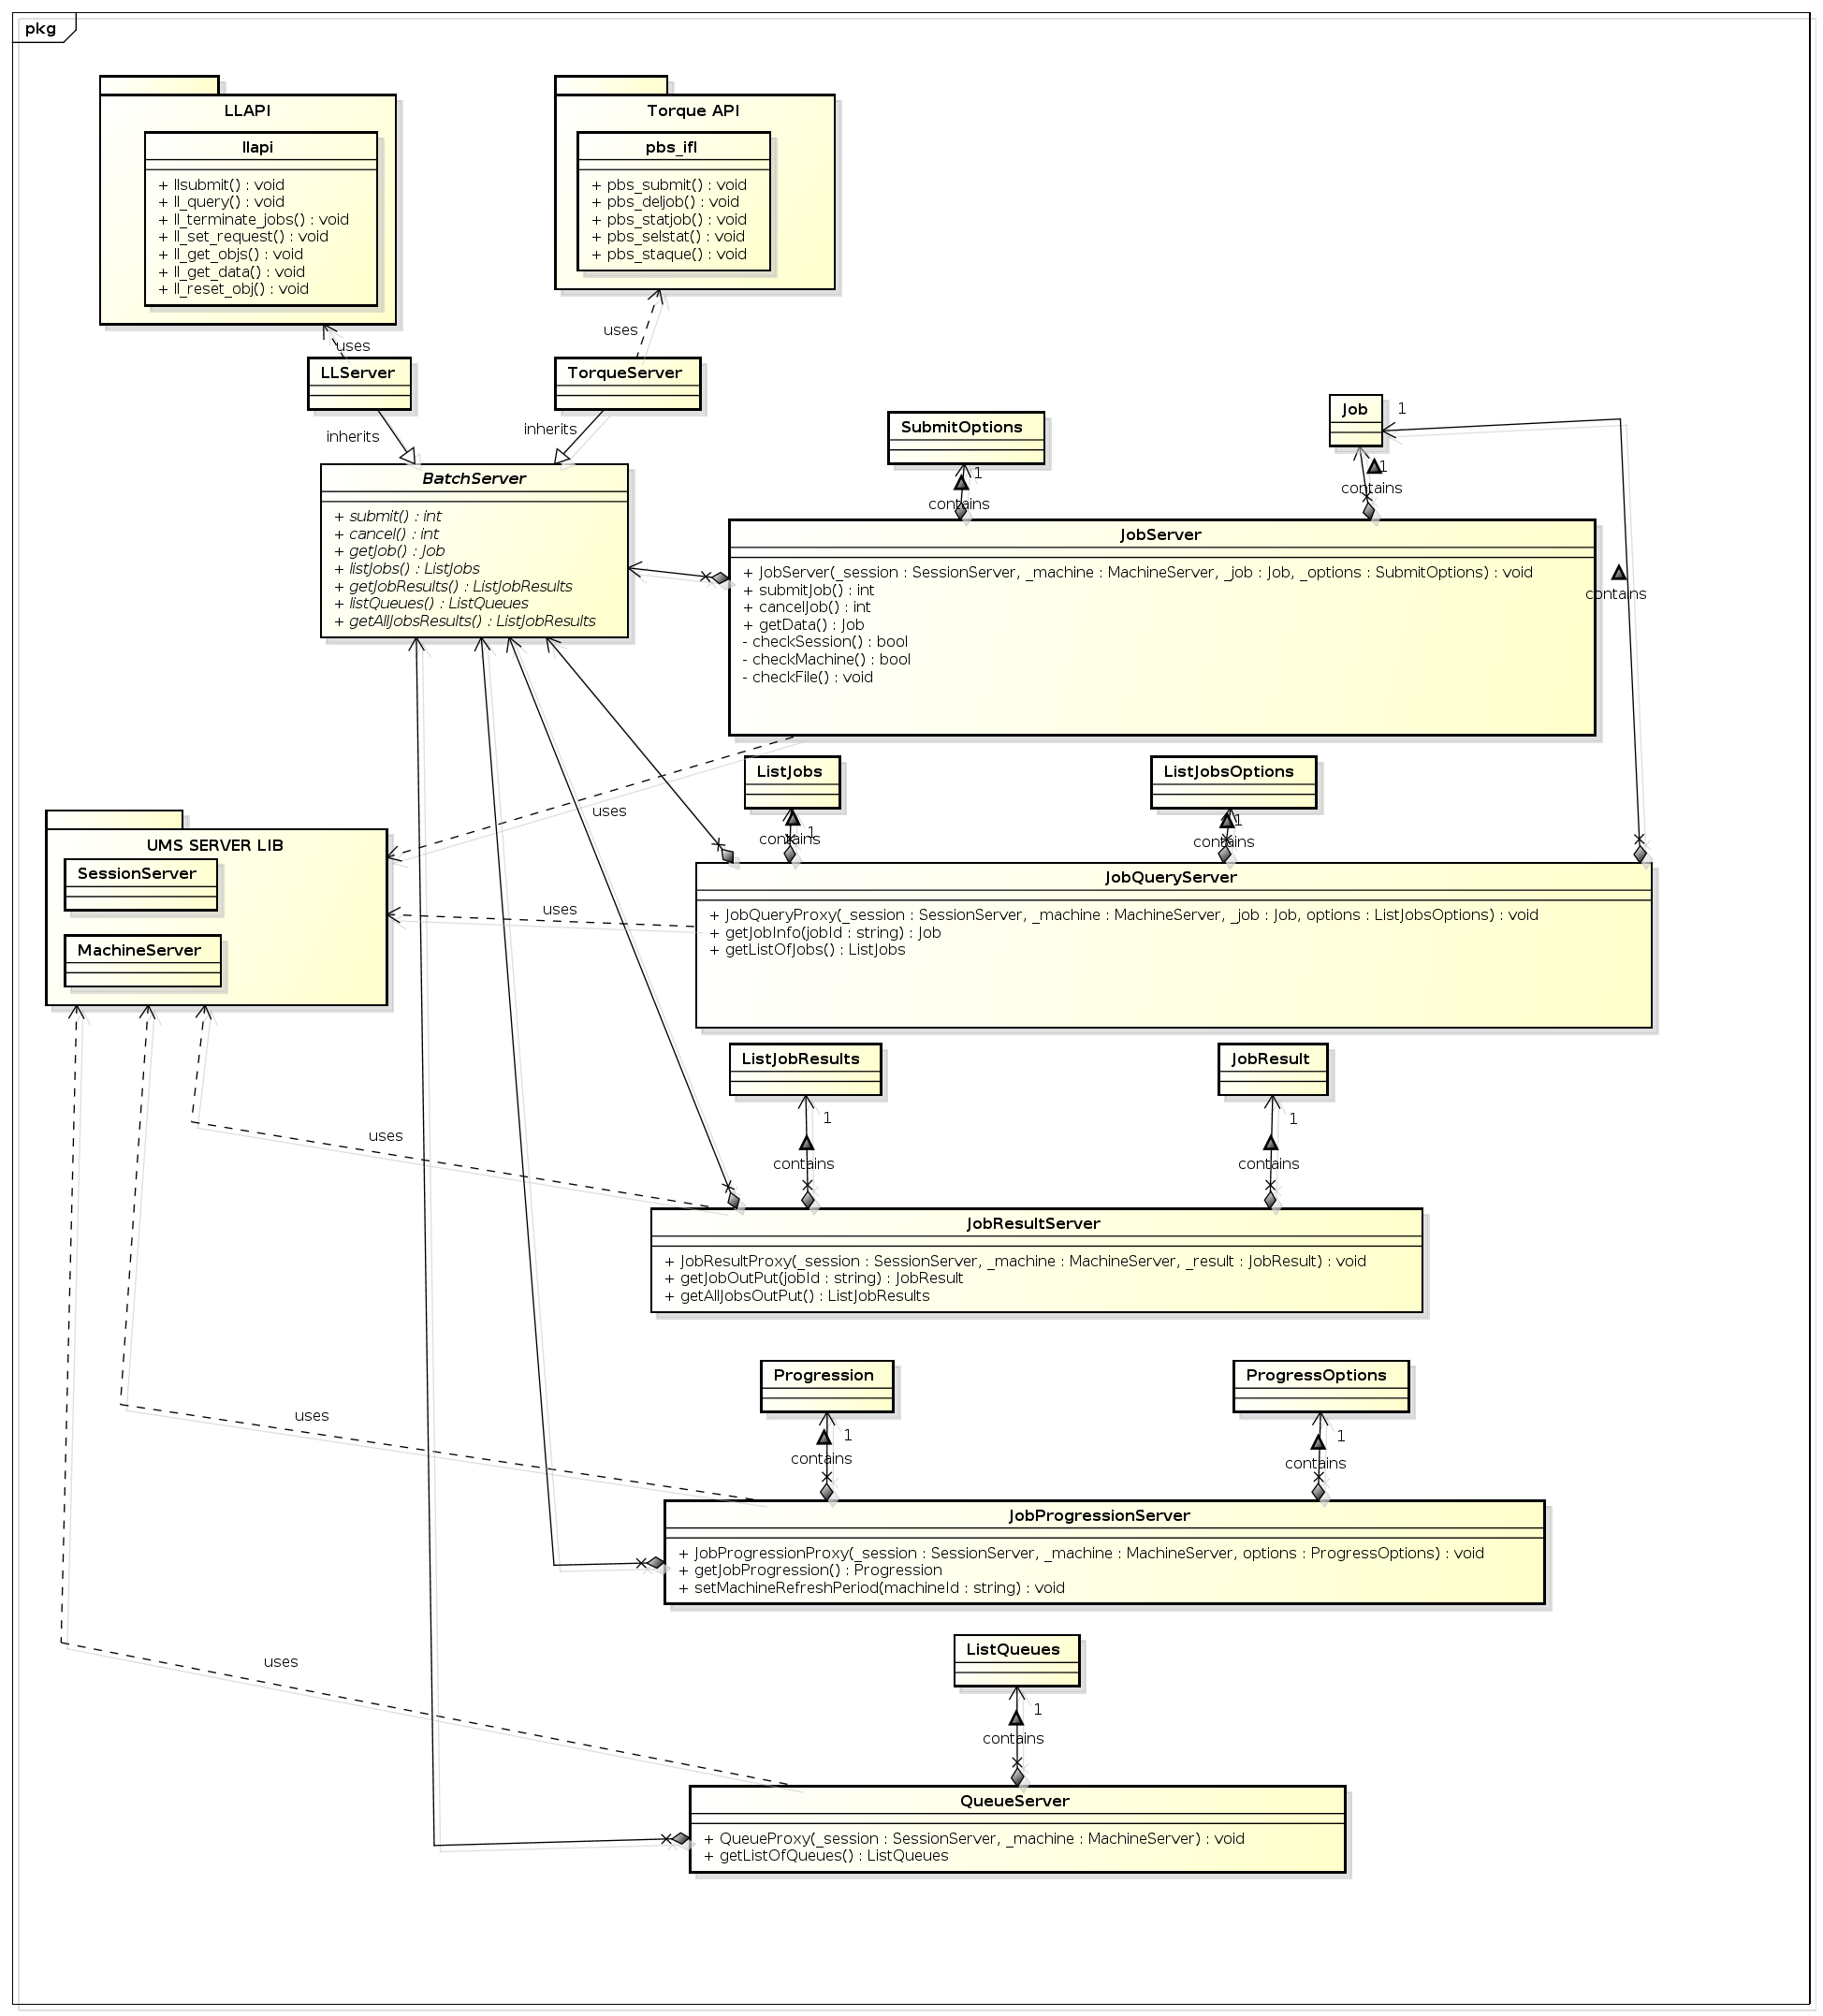 pkg
LLAPI
llapi
+ llsubmit() : void
+ ll_query() : void
+ ll_terminate_jobs() : void
+ ll_set_request() : void
+ ll_get_objs() : void
+ ll_get_data() : void
+ ll_reset_obj() : void
Torque API
pbs_ifl
+ pbs_submit() : void
+ pbs_deljob() : void
+ pbs_statjob() : void
+ pbs_selstat() : void
+ pbs_staque() : void
uses
uses
LLServer
TorqueServer
inherits
inherits
BatchServer
+ submit() : int
+ cancel() : int
+ getJob() : Job
+ listJobs() : ListJobs
+ getJobResults() : ListJobResults
+ listQueues() : ListQueues
+ getAllJobsResults() : ListJobResults
SubmitOptions
1
contains
Job
1
1
contains
JobServer
+ JobServer(_session : SessionServer, _machine : MachineServer, _job : Job, _options : SubmitOptions) : void
+ submitJob() : int
+ cancelJob() : int
+ getData() : Job
- checkSession() : bool
- checkMachine() : bool
- checkFile() : void
contains
uses
ListJobs
1
contains
ListJobsOptions
1
contains
UMS SERVER LIB
SessionServer
MachineServer
uses
JobQueryServer
+ JobQueryProxy(_session : SessionServer, _machine : MachineServer, _job : Job, options : ListJobsOptions) : void
+ getJobInfo(jobId : string) : Job
+ getListOfJobs() : ListJobs
ListJobResults
1
contains
JobResult
1
contains
uses
JobResultServer
+ JobResultProxy(_session : SessionServer, _machine : MachineServer, _result : JobResult) : void
+ getJobOutPut(jobId : string) : JobResult
+ getAllJobsOutPut() : ListJobResults
Progression
1
contains
ProgressOptions
1
contains
uses
JobProgressionServer
+ JobProgressionProxy(_session : SessionServer, _machine : MachineServer, options : ProgressOptions) : void
+ getJobProgression() : Progression
+ setMachineRefreshPeriod(machineId : string) : void
ListQueues
1
contains
uses
QueueServer
+ QueueProxy(_session : SessionServer, _machine : MachineServer) : void
+ getListOfQueues() : ListQueues